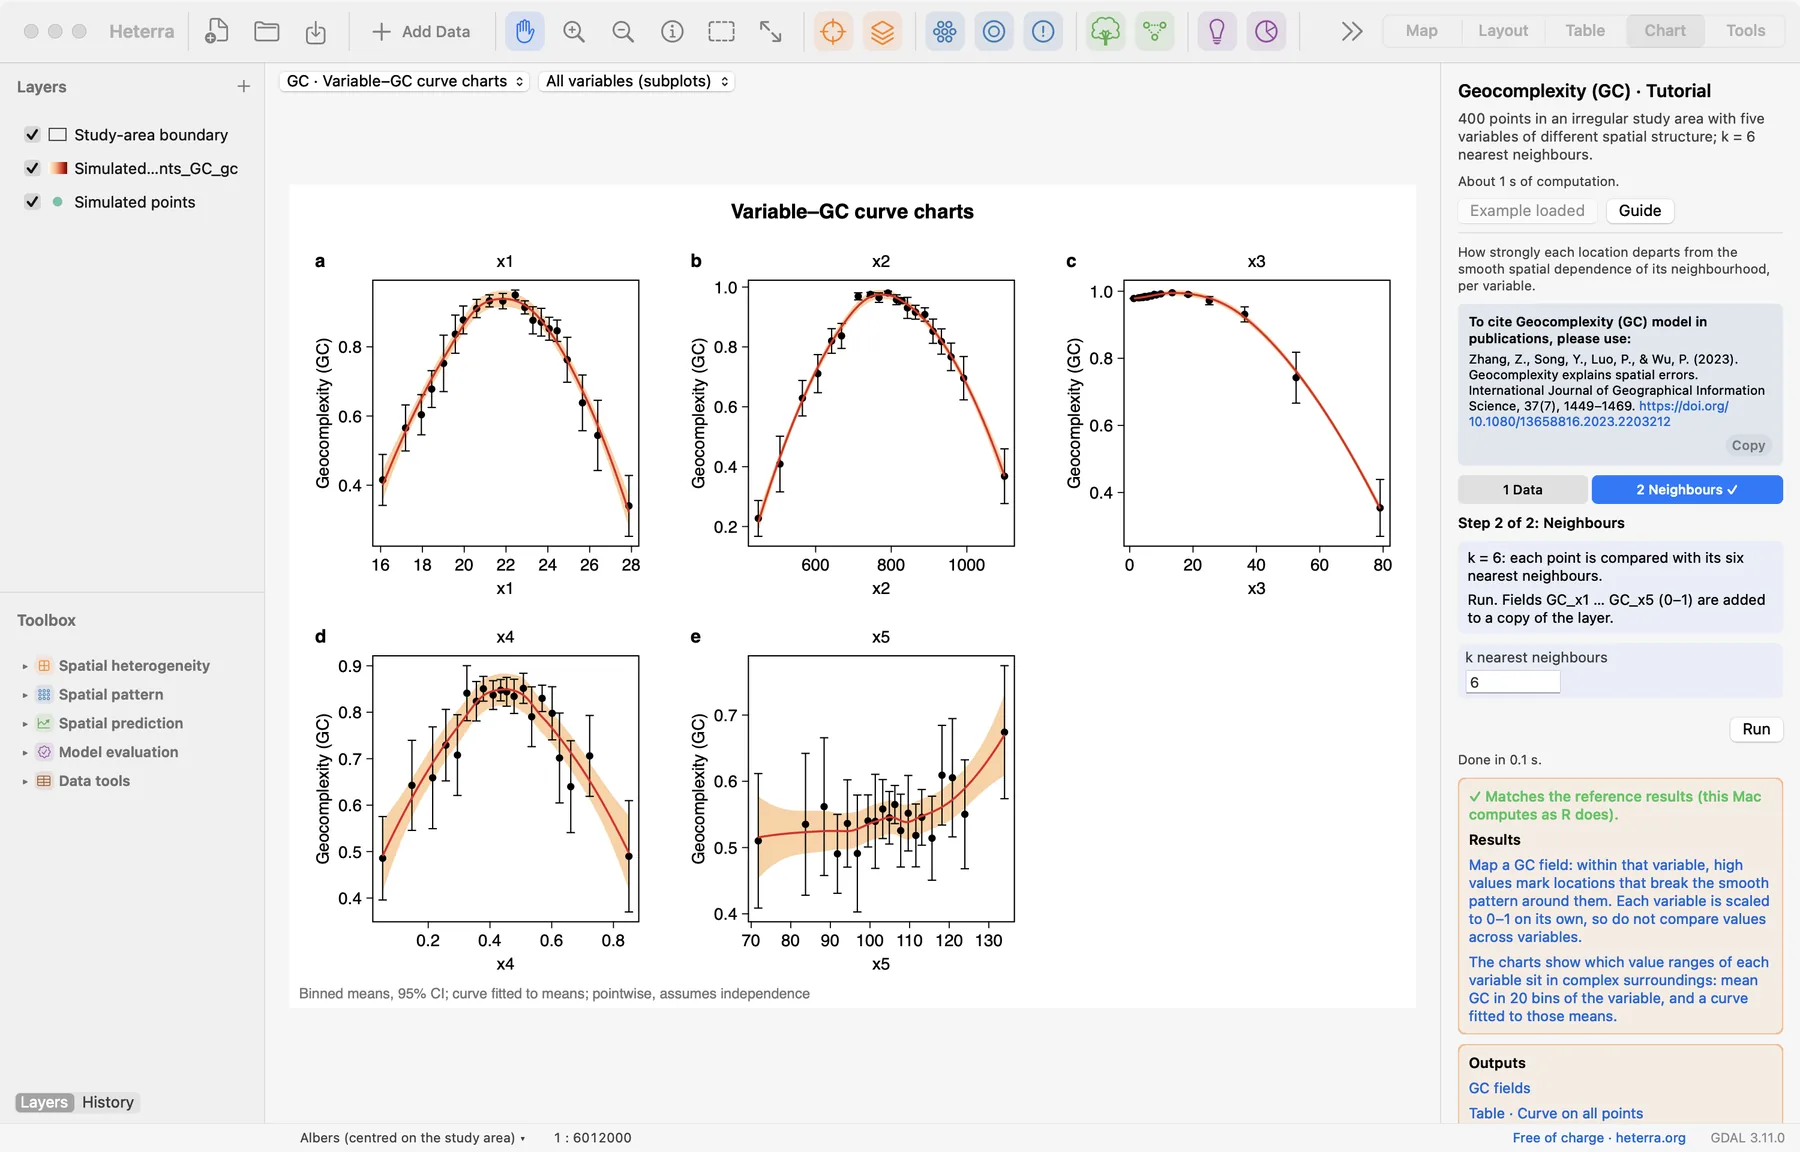 Heterra
Add Data
Map
Layout
Table
Chart
Tools
Layers
Study-area boundary
Simulated...nts_GC_gc
Simulated points
Toolbox
Spatial heterogeneity
Spatial pattern
Spatial prediction
Model evaluation
Data tools
Layers
History
GC · Variable–GC curve charts
All variables (subplots)
Variable–GC curve charts
a
x1
Geocomplexity (GC)
0.8
0.6
0.4
16 18 20 22 24 26 28
x1
b
x2
Geocomplexity (GC)
1.0
0.8
0.6
0.4
0.2
600 800 1000
x2
c
x3
Geocomplexity (GC)
1.0
0.8
0.6
0.4
0 20 40 60 80
x3
d
x4
Geocomplexity (GC)
0.9
0.8
0.7
0.6
0.5
0.4
0.2 0.4 0.6 0.8
x4
e
x5
Geocomplexity (GC)
0.7
0.6
0.5
0.4
70 80 90 100 110 120 130
x5
Binned means, 95% CI; curve fitted to means; pointwise, assumes independence
Albers (centred on the study area)
1 : 6012000
Geocomplexity (GC) · Tutorial
400 points in an irregular study area with five
variables of different spatial structure; k = 6
nearest neighbours.
About 1 s of computation.
Example loaded
Guide
How strongly each location departs from the
smooth spatial dependence of its neighbourhood,
per variable.
To cite Geocomplexity (GC) model in
publications, please use:
Zhang, Z., Song, Y., Luo, P., & Wu, P. (2023).
Geocomplexity explains spatial errors.
International Journal of Geographical Information
Science, 37(7), 1449–1469. https://doi.org/
10.1080/13658816.2023.2203212
Copy
1 Data
2 Neighbours ✓
Step 2 of 2: Neighbours
k = 6: each point is compared with its six
nearest neighbours.
Run. Fields GC_x1 ... GC_x5 (0–1) are added
to a copy of the layer.
k nearest neighbours
6
Run
Done in 0.1 s.
✓ Matches the reference results (this Mac
computes as R does).
Results
Map a GC field: within that variable, high
values mark locations that break the smooth
pattern around them. Each variable is scaled
to 0–1 on its own, so do not compare values
across variables.
The charts show which value ranges of each
variable sit in complex surroundings: mean
GC in 20 bins of the variable, and a curve
fitted to those means.
Outputs
GC fields
Table · Curve on all points
Free of charge · heterra.org
GDAL 3.11.0